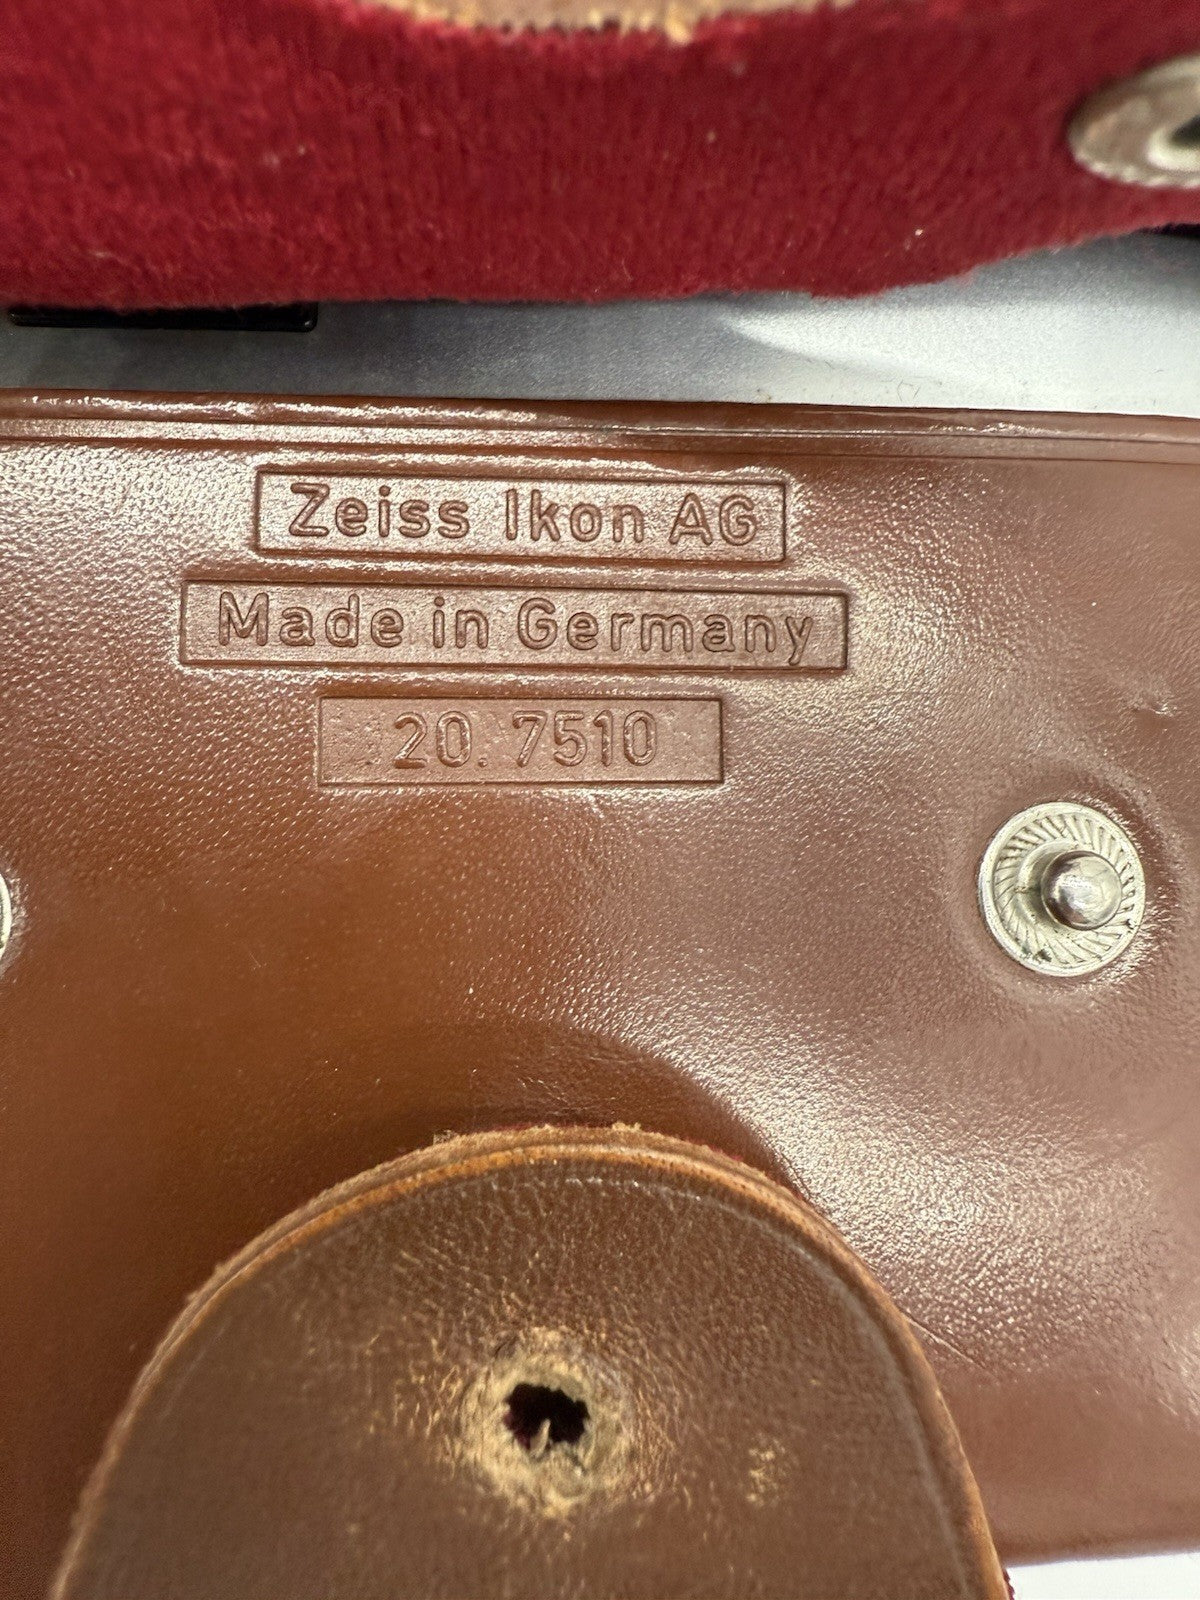 Zeiss Ikon AG
Made in Germany
20. 7510